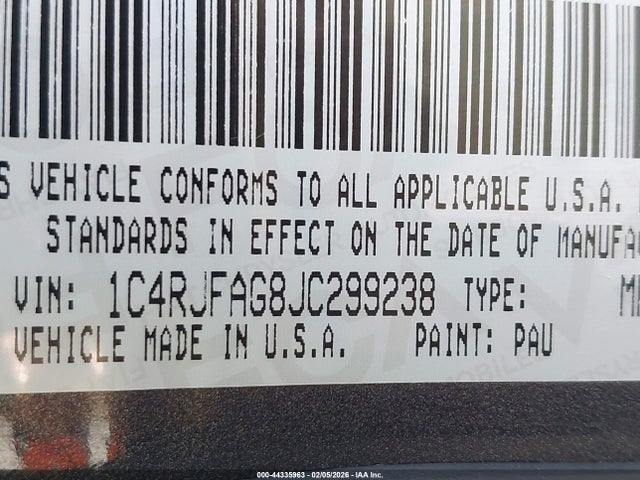 VEHICLE CONFORMS TO ALL APPLICABLE U.S.A.
STANDARDS IN EFFECT ON THE DATE OF MANUFA
VIN: 1C4RJFAG8JC299238 TYPE:
VEHICLE MADE IN U.S.A. PAINT: PAU
000-44335963 - 02/05/2026 - IAA Inc.